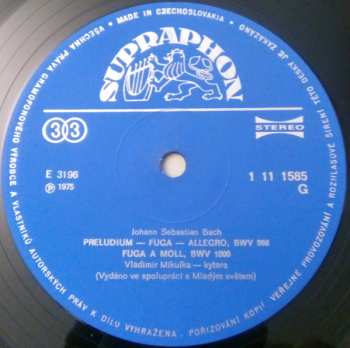 • MADE IN CZECHOSLOVAKIA •
VŠECHNA PRÁVA GRAMOFONOVÉHO VÝROBCE A VLASTNÍKŮ AUTORSKÝCH PRÁV K DÍLU VYHRAŽENA. POŘIZOVÁNÍ KOPIÍ, VEŘEJNÉ PROVOZOVÁNÍ A ROZHLASOVÉ ŠÍŘENÍ TÉTO DESKY JE ZAKÁZÁNO
SUPRAPHON
33
STEREO
E 3196
1 11 1585
Ⓟ 1975
G
Johann Sebastian Bach
PRELUDIUM — FUGA — ALLEGRO, BWV 998
FUGA A MOLL, BWV 1000
Vladimír Mikulka — kytara
(Vydáno ve spolupráci s Mladým světem)